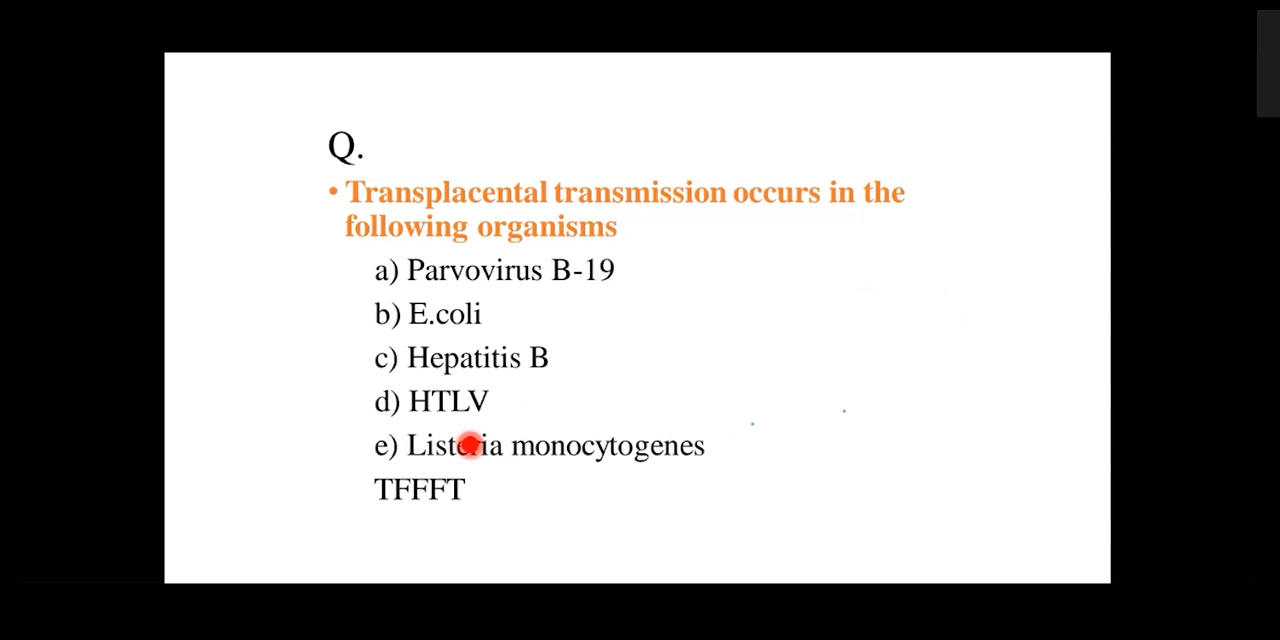 Q.
• Transplacental transmission occurs in the
following organisms
a) Parvovirus B-19
b) E.coli
c) Hepatitis B
d) HTLV
e) Listeria monocytogenes
TFFFT